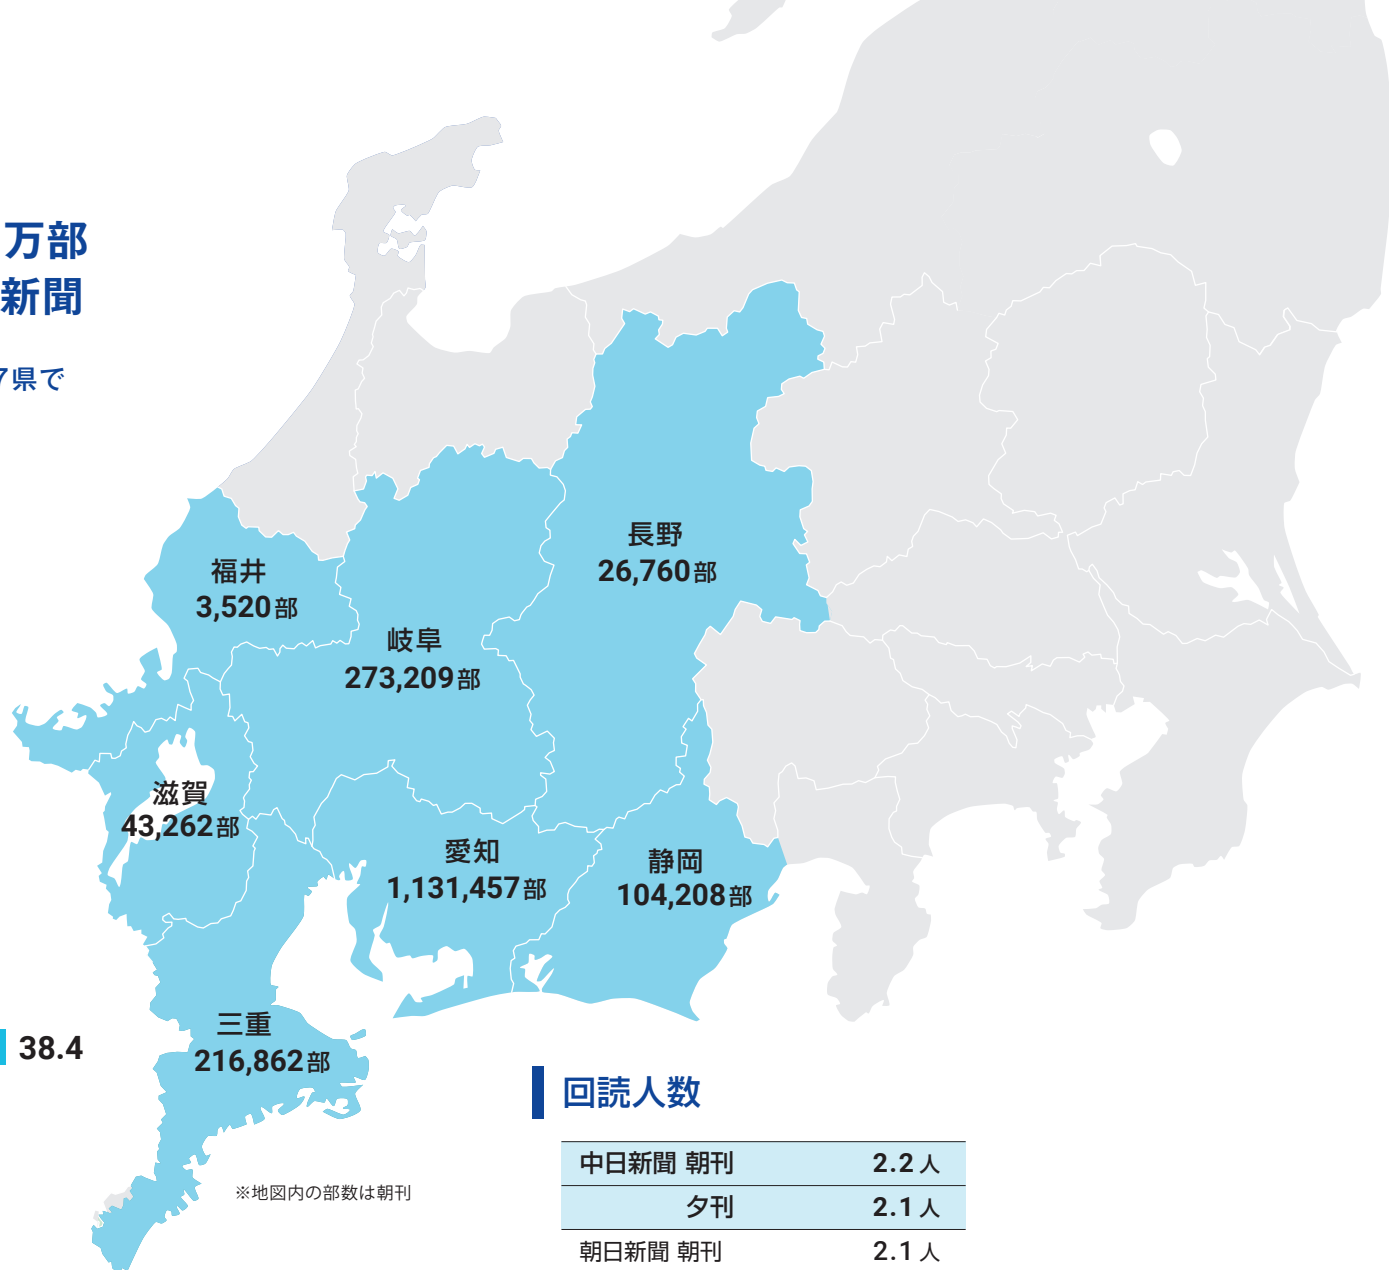 万部
新聞
7県で
長野
26,760部
福井
3,520部
岐阜
273,209部
滋賀
43,262部
愛知
1,131,457部
静岡
104,208部
三重
216,862部
38.4
※地図内の部数は朝刊
回読人数
中日新聞 朝刊 2.2人
夕刊 2.1人
朝日新聞 朝刊 2.1人